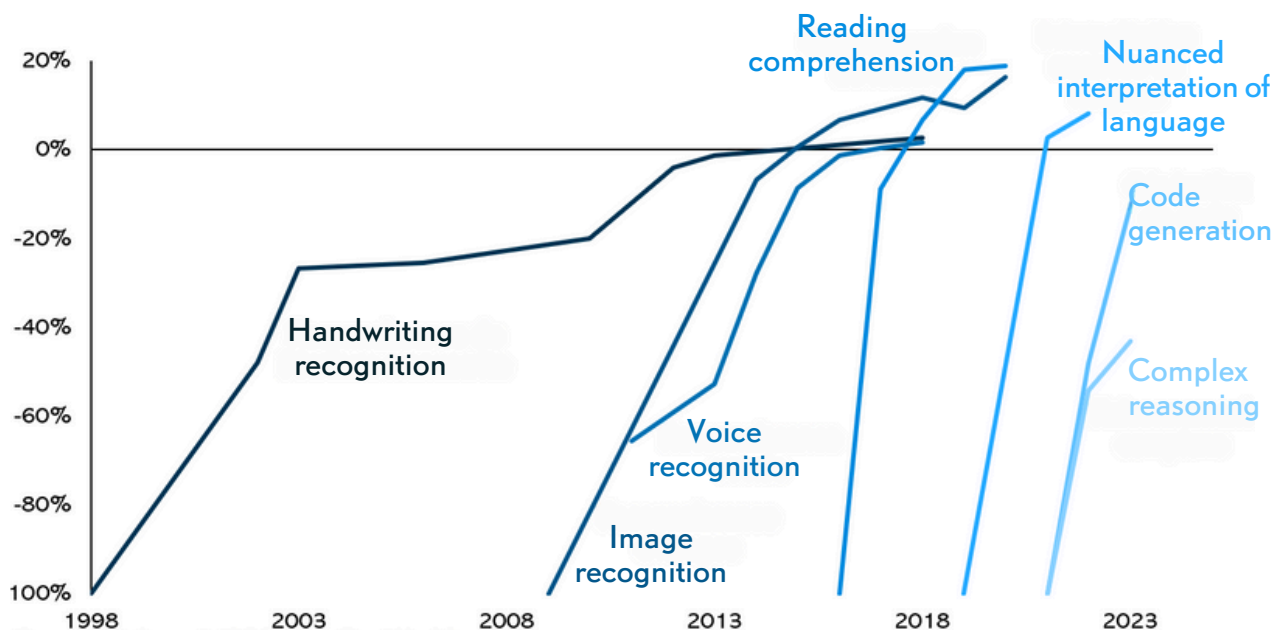 Reading
comprehension
20%
Nuanced
interpretation of
language
0%
Code
generation
-20%
-40%
Handwriting
recognition
Complex
reasoning
-60%
Voice
recognition
-80%
Image
recognition
100%
1998 2003 2008 2013 2018 2023